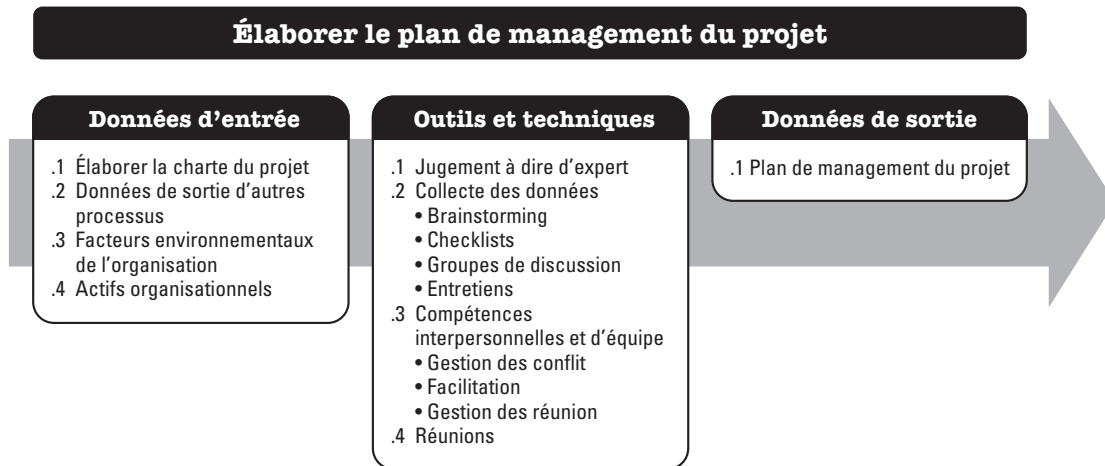 Élaborer le plan de management du projet
Données d'entrée
.1 Élaborer la charte du projet
.2 Données de sortie d'autres
processus
.3 Facteurs environnementaux
de l'organisation
.4 Actifs organisationnels
Outils et techniques
.1 Jugement à dire d'expert
.2 Collecte des données
• Brainstorming
• Checklists
• Groupes de discussion
• Entretiens
.3 Compétences
interpersonnelles et d'équipe
• Gestion des conflit
• Facilitation
• Gestion des réunion
.4 Réunions
Données de sortie
.1 Plan de management du projet